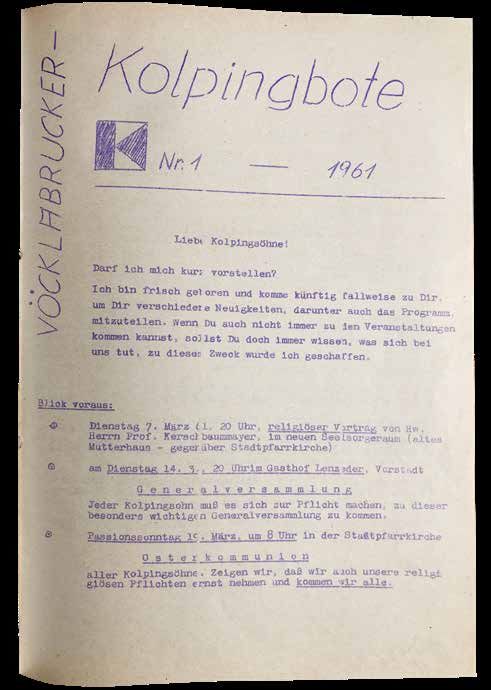 VÖCKLABRUCKER-
Kolpingbote
K Nr. 1 — 1961
Liebe Kolpingsöhne!
Darf ich mich kurz vorstellen?
Ich bin frisch geboren und komme künftig fallweise zu Dir,
um Dir verschiedene Neuigkeiten, darunter auch das Programm,
mitzuteilen. Wenn Du auch nicht immer zu den Veranstaltungen
kommen kannst, sollst Du doch immer wissen, was sich bei
uns tut, zu diesem Zweck wurde ich geschaffen.
Blick voraus:
Dienstag 7. März 61, 20 Uhr, religiöser Vortrag von Hw.
Herrn Prof. Kerschbaummayer, im neuen Seelsorgeraum (altes
Mutterhaus - gegenüber Stadtpfarrkirche)
am Dienstag 14. 3., 20 Uhr im Gasthof Lenzeder, Vorstadt
Generalversammlung
Jeder Kolpingsohn muß es sich zur Pflicht machen, zu dieser
besonders wichtigen Generalversammlung zu kommen.
Passionssonntag 19. März, um 8 Uhr in der Stadtpfarrkirche
Osterkommunion
aller Kolpingsöhne. Zeigen wir, daß wir auch unsere religi
giösen Pflichten ernst nehmen und kommen wir alle.